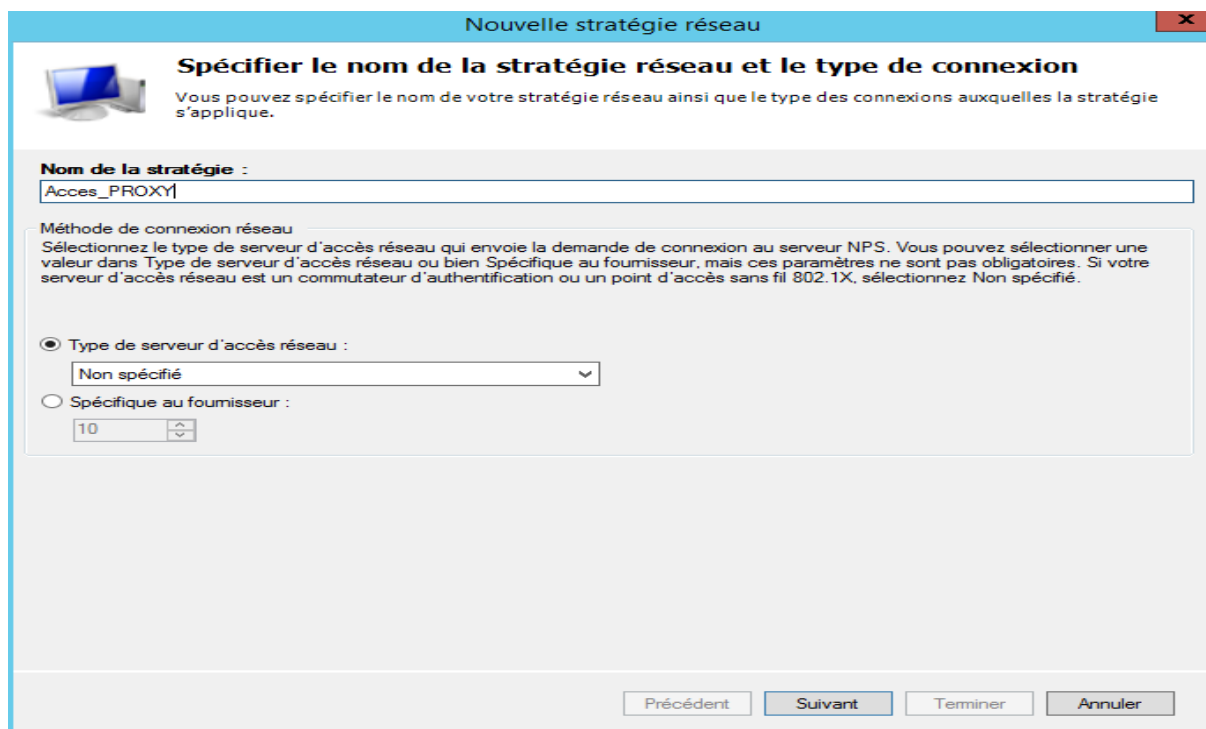 Nouvelle stratégie réseau
x
Spécifier le nom de la stratégie réseau et le type de connexion
Vous pouvez spécifier le nom de votre stratégie réseau ainsi que le type des connexions auxquelles la stratégie
s'applique.
Nom de la stratégie :
Acces_PROXY
Méthode de connexion réseau
Sélectionnez le type de serveur d'accès réseau qui envoie la demande de connexion au serveur NPS. Vous pouvez sélectionner une
valeur dans Type de serveur d'accès réseau ou bien Spécifique au fournisseur, mais ces paramètres ne sont pas obligatoires. Si votre
serveur d'accès réseau est un commutateur d'authentification ou un point d'accès sans fil 802.1X, sélectionnez Non spécifié.
Type de serveur d'accès réseau :
Non spécifié
Spécifique au fournisseur :
10
Précédent Suivant Terminer Annuler